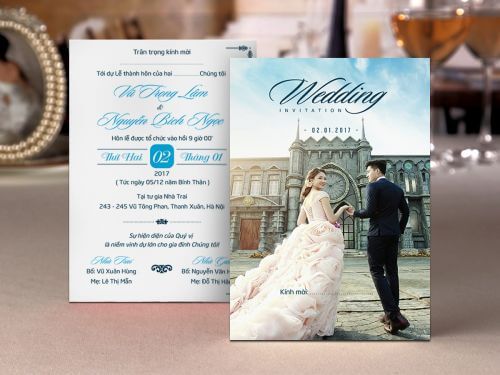 Trân trọng kính mời
Tới dự Lễ thành hôn của hai Chúng tôi
Vũ Trọng Lâm
&
Nguyễn Bích Ngọc
Hôn lễ được tổ chức vào hồi 9 giờ 00'
Thứ Hai 02 Tháng 01
2017
( Tức ngày 05/12 năm Bính Thân )
Tại tư gia Nhà Trai
243 - 245 Vũ Tông Phan, Thanh Xuân, Hà Nội
Sự hiện diện của Quý vị
là niềm vinh dự lớn cho gia đình Chúng tôi!
Nhà Trai
Bố: Vũ Xuân Hùng
Mẹ: Lê Thị Mẫn
Nhà
Bố: Nguyễn Văn
Mẹ: Đỗ Thị
Wedding
INVITATION
02.01.2017
Kính mời: